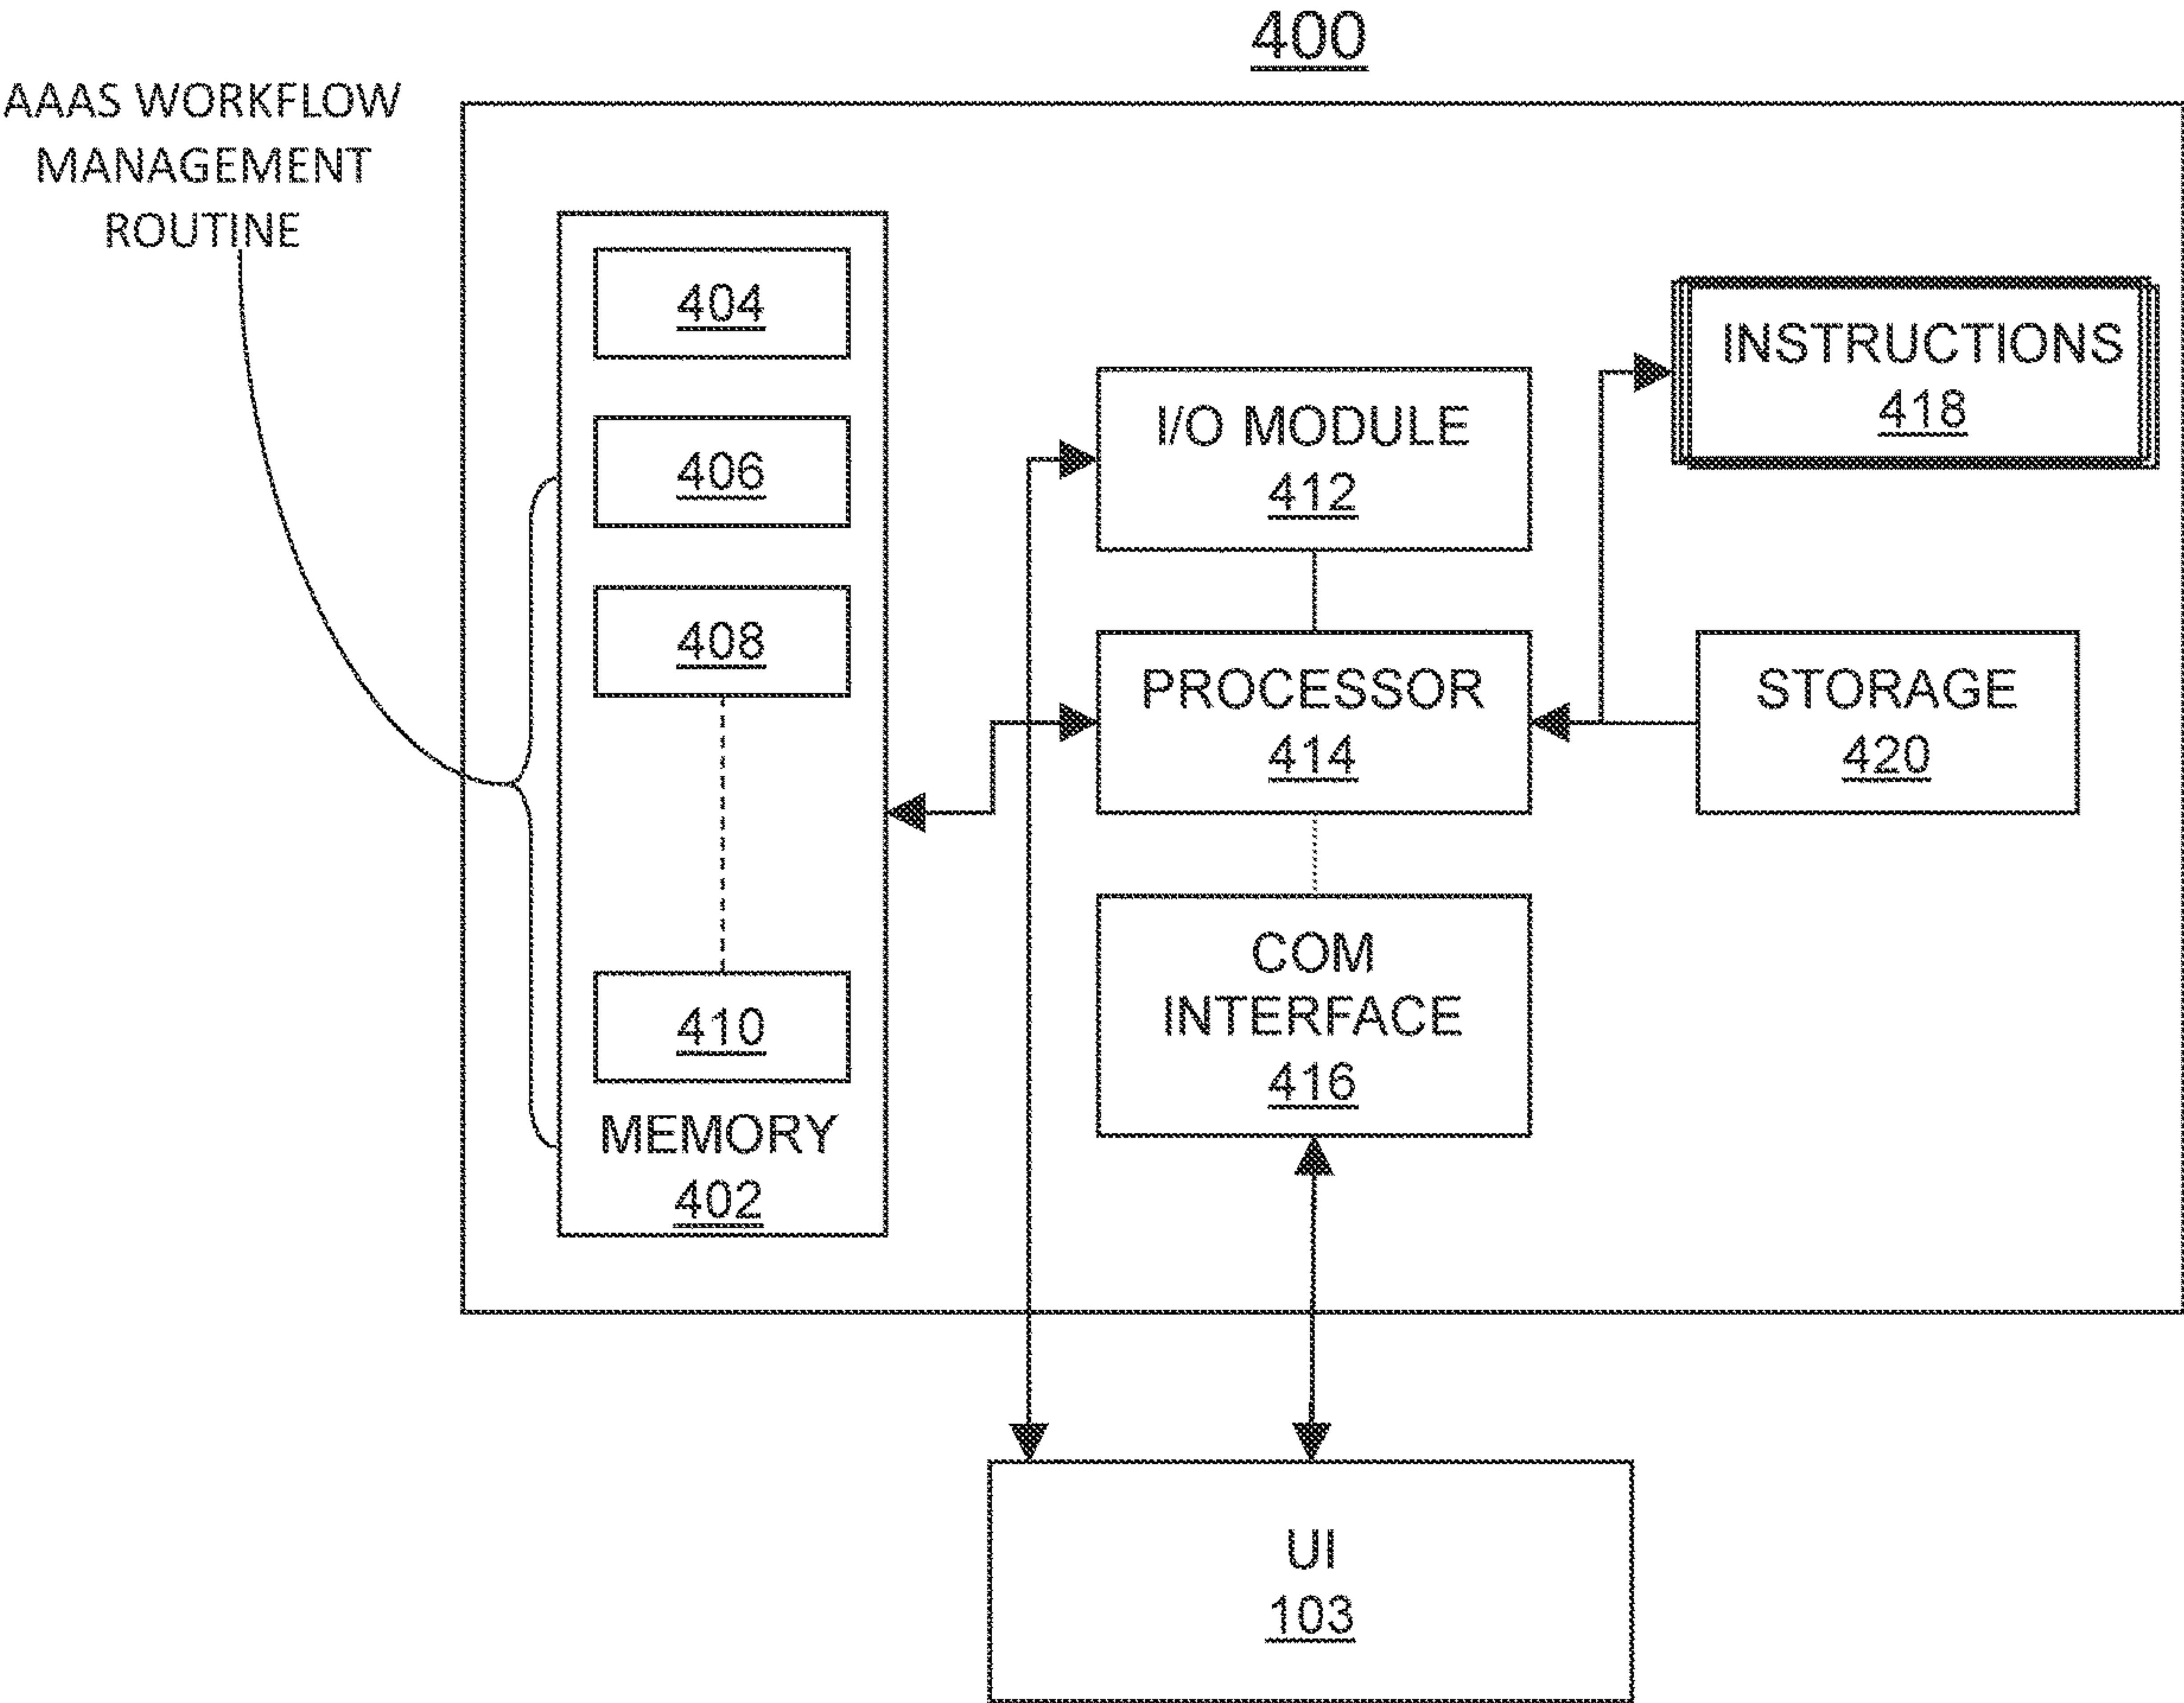 400
AAAS WORKFLOW
MANAGEMENT
ROUTINE
404
406
408
410
MEMORY
402
I/O MODULE
412
PROCESSOR
414
COM
INTERFACE
416
INSTRUCTIONS
418
STORAGE
420
UI
103